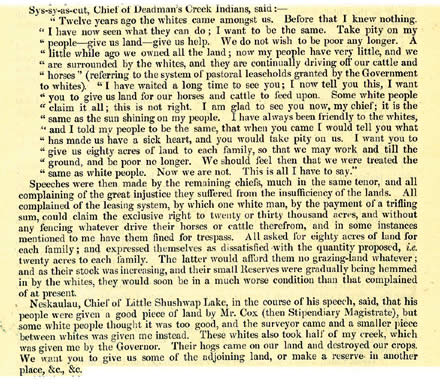 Sys-sy-as-cut, Chief of Deadman's Creek Indians, said:—
" Twelve years ago the whites came amongst us. Before that I knew nothing.
" I have now seen what they can do; I want to be the same. Take pity on my
" people—give us land—give us help. We do not wish to be poor any longer. A
" little while ago we owned all the land; now my people have very little, and we
" are surrounded by the whites, and they are continually driving off our cattle and
" horses" (referring to the system of pastoral leaseholds granted by the Government
to whites). "I have waited a long time to see you; I now tell you this, I want
" you to give us land for our horses and cattle to feed upon. Some white people
" claim it all; this is not right. I am glad to see you now, my chief; it is the
" same as the sun shining on my people. I have always been friendly to the whites,
" and I told my people to be the same, that when you came I would tell you what
" has made us have a sick heart, and you would take pity on us. I want you to
" give us eighty acres of land to each family, so that we may work and till the
" ground, and be poor no longer. We should feel then that we were treated the
" same as white people. Now we are not. This is all I have to say."
Speeches were then made by the remaining chiefs, much in the same tenor, and all
complaining of the great injustice they suffered from the insufficiency of the lands. All
complained of the leasing system, by which one white man, by the payment of a trifling
sum, could claim the exclusive right to twenty or thirty thousand acres, and without
any fencing whatever drive their horses or cattle therefrom, and in some instances
mentioned to me have them fined for trespass. All asked for eighty acres of land for
each family; and expressed themselves as dissatisfied with the quantity proposed, i.e.
twenty acres to each family. The latter would afford them no grazing-land whatever;
and as their stock was increasing, and their small Reserves were gradually being hemmed
in by the whites, they would soon be in a much worse condition than that complained
of at present.
Neskaulau, Chief of Little Shushwap Lake, in the course of his speech, said, that his
people were given a good piece of land by Mr. Cox (then Stipendiary Magistrate), but
some white people thought it was too good, and the surveyor came and a smaller piece
between whites was given me instead. These whites also took half of my creek, which
was given me by the Governor. Their hogs came on our land and destroyed our crops.
We want you to give us some of the adjoining land, or make a reserve in another
place, &c., &c.